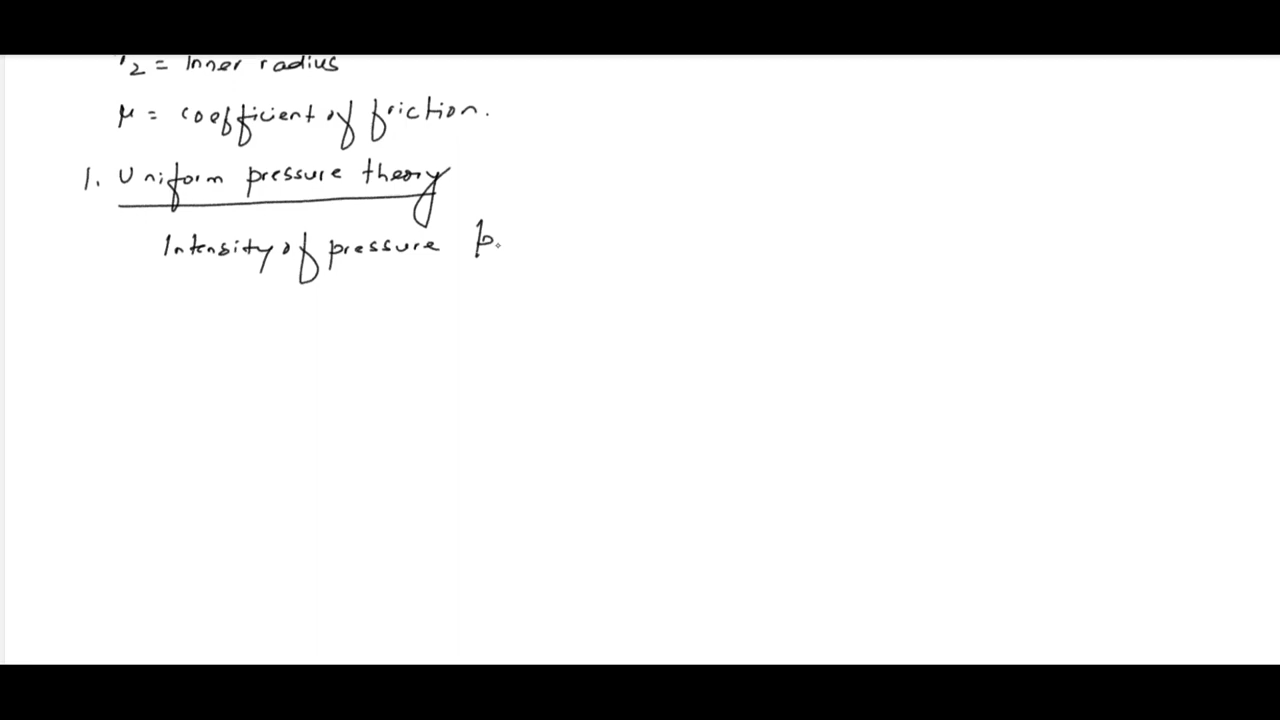 r2 = Inner radius
μ = coefficient of friction.
1. Uniform pressure theory
Intensity of pressure p.